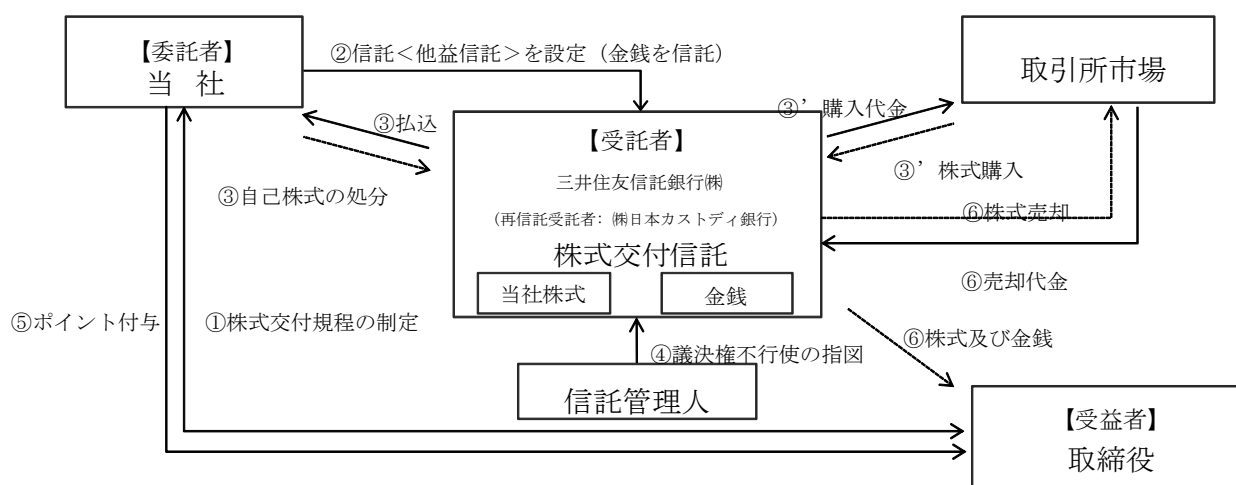 【委託者】
当 社
②信託＜他益信託＞を設定（金銭を信託）
取引所市場
③払込
③’購入代金
【受託者】
三井住友信託銀行㈱
(再信託受託者：㈱日本カストディ銀行)
株式交付信託
当社株式
金銭
③自己株式の処分
③’株式購入
⑥株式売却
⑥売却代金
⑤ポイント付与
①株式交付規程の制定
④議決権不行使の指図
⑥株式及び金銭
信託管理人
【受益者】
取締役